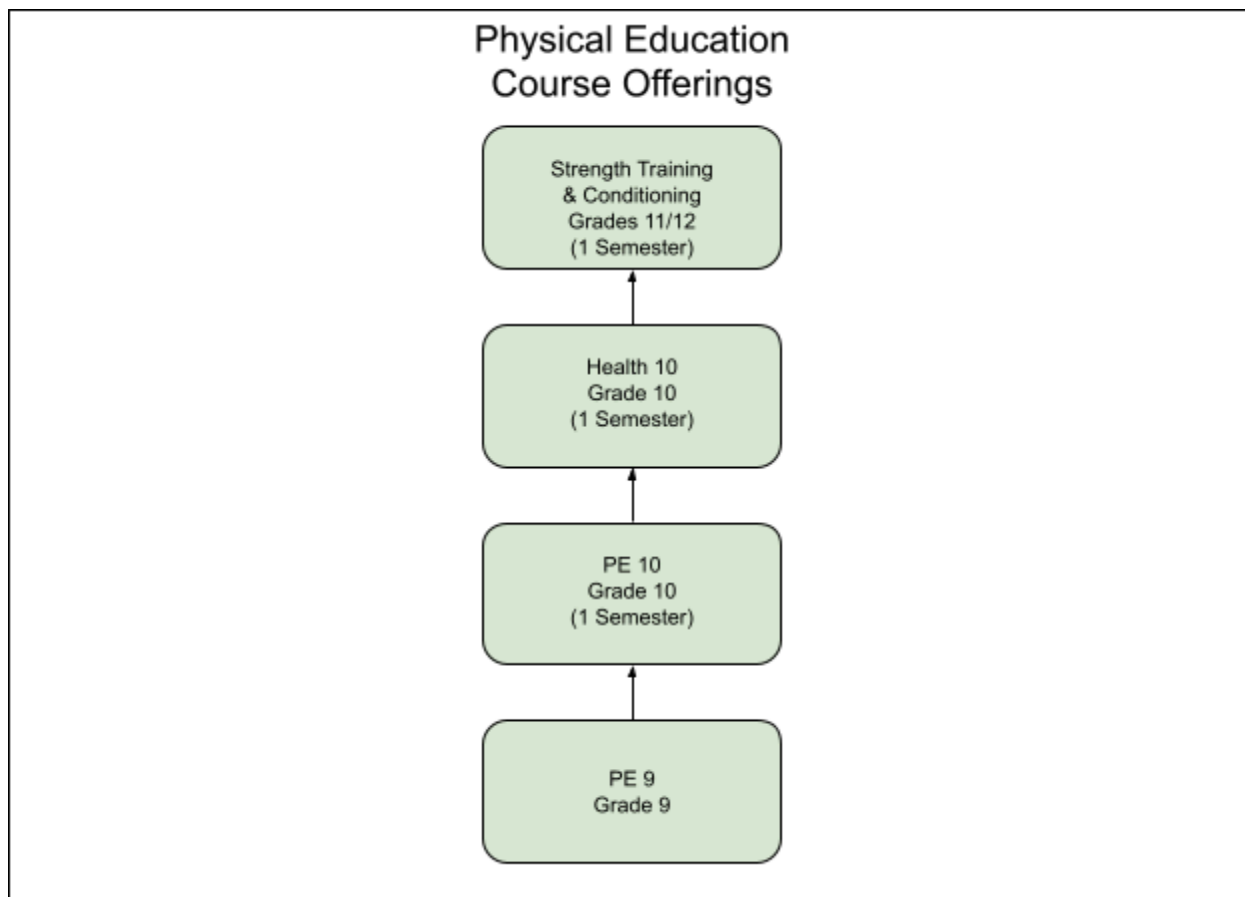 Physical Education
Course Offerings
Strength Training
& Conditioning
Grades 11/12
(1 Semester)
Health 10
Grade 10
(1 Semester)
PE 10
Grade 10
(1 Semester)
PE 9
Grade 9